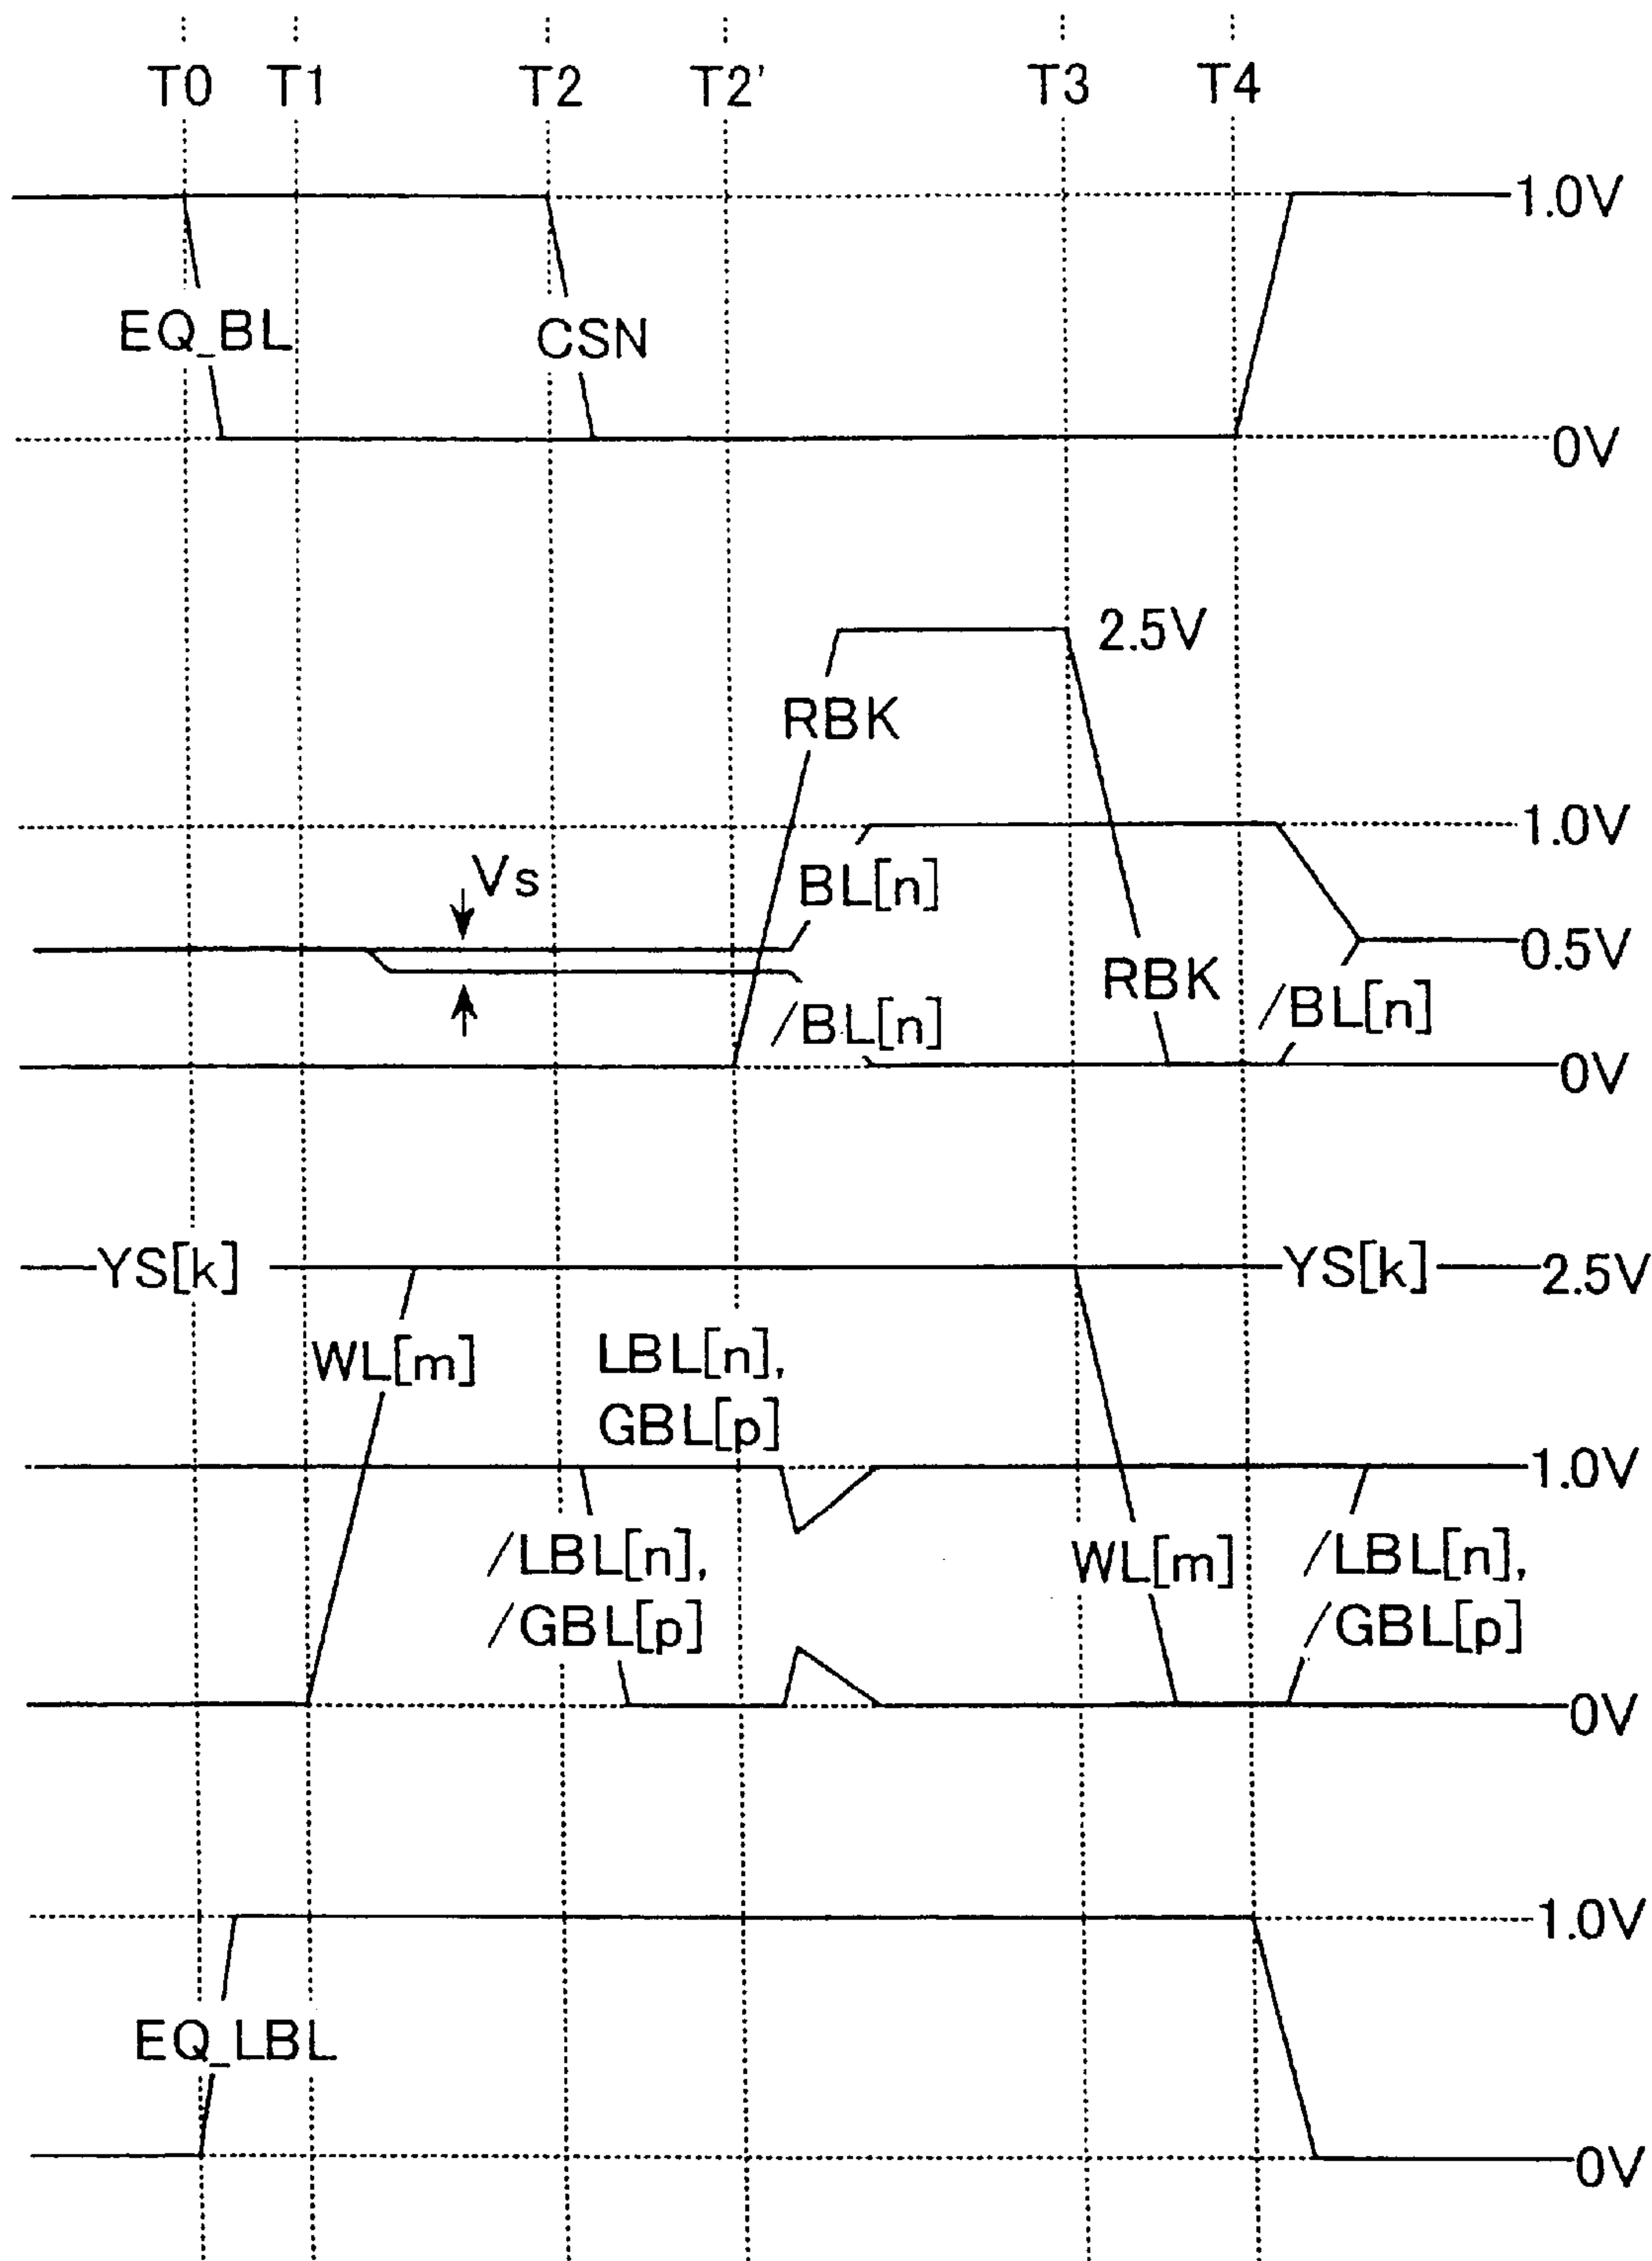 T0 T1 T2 T2' T3 T4
1.0V
EQ_BL
CSN
0V
2.5V
RBK
1.0V
Vs
BL[n]
0.5V
RBK
/BL[n]
/BL[n]
0V
YS[k]
YS[k]
2.5V
WL[m]
LBL[n],
GBL[p]
1.0V
/LBL[n],
/GBL[p]
WL[m]
/LBL[n],
/GBL[p]
0V
1.0V
EQ_LBL
0V